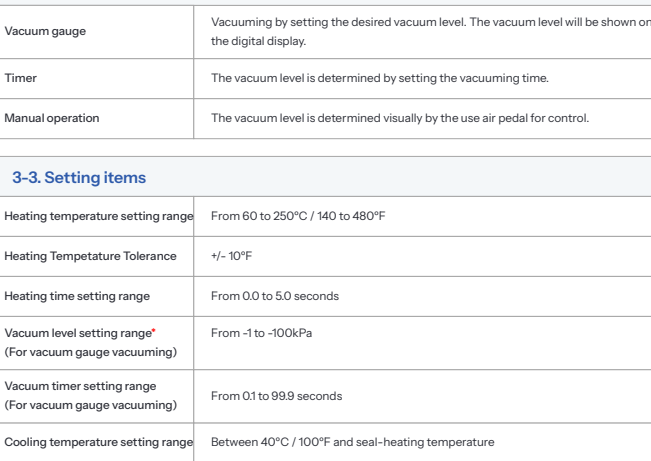 Vacuum gauge
Vacuuming by setting the desired vacuum level. The vacuum level will be shown on
the digital display.
Timer
The vacuum level is determined by setting the vacuuming time.
Manual operation
The vacuum level is determined visually by the use air pedal for control.
3-3. Setting items
Heating temperature setting range
From 60 to 250°C / 140 to 480°F
Heating Tempetature Tolerance
+/- 10°F
Heating time setting range
From 0.0 to 5.0 seconds
Vacuum level setting range*
(For vacuum gauge vacuuming)
From -1 to -100kPa
Vacuum timer setting range
(For vacuum gauge vacuuming)
From 0.1 to 99.9 seconds
Cooling temperature setting range
Between 40°C / 100°F and seal-heating temperature